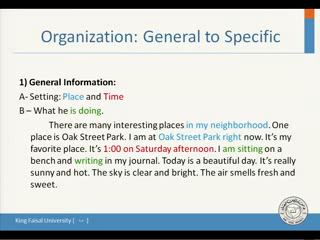 Organization: General to Specific
1) General Information:
A- Setting: Place and Time
B – What he is doing.
There are many interesting places in my neighborhood. One
place is Oak Street Park. I am at Oak Street Park right now. It's my
favorite place. It's 1:00 on Saturday afternoon. I am sitting on a
bench and writing in my journal. Today is a beautiful day. It's really
sunny and hot. The sky is clear and bright. The air smells fresh and
sweet.
King Faisal University [ ]